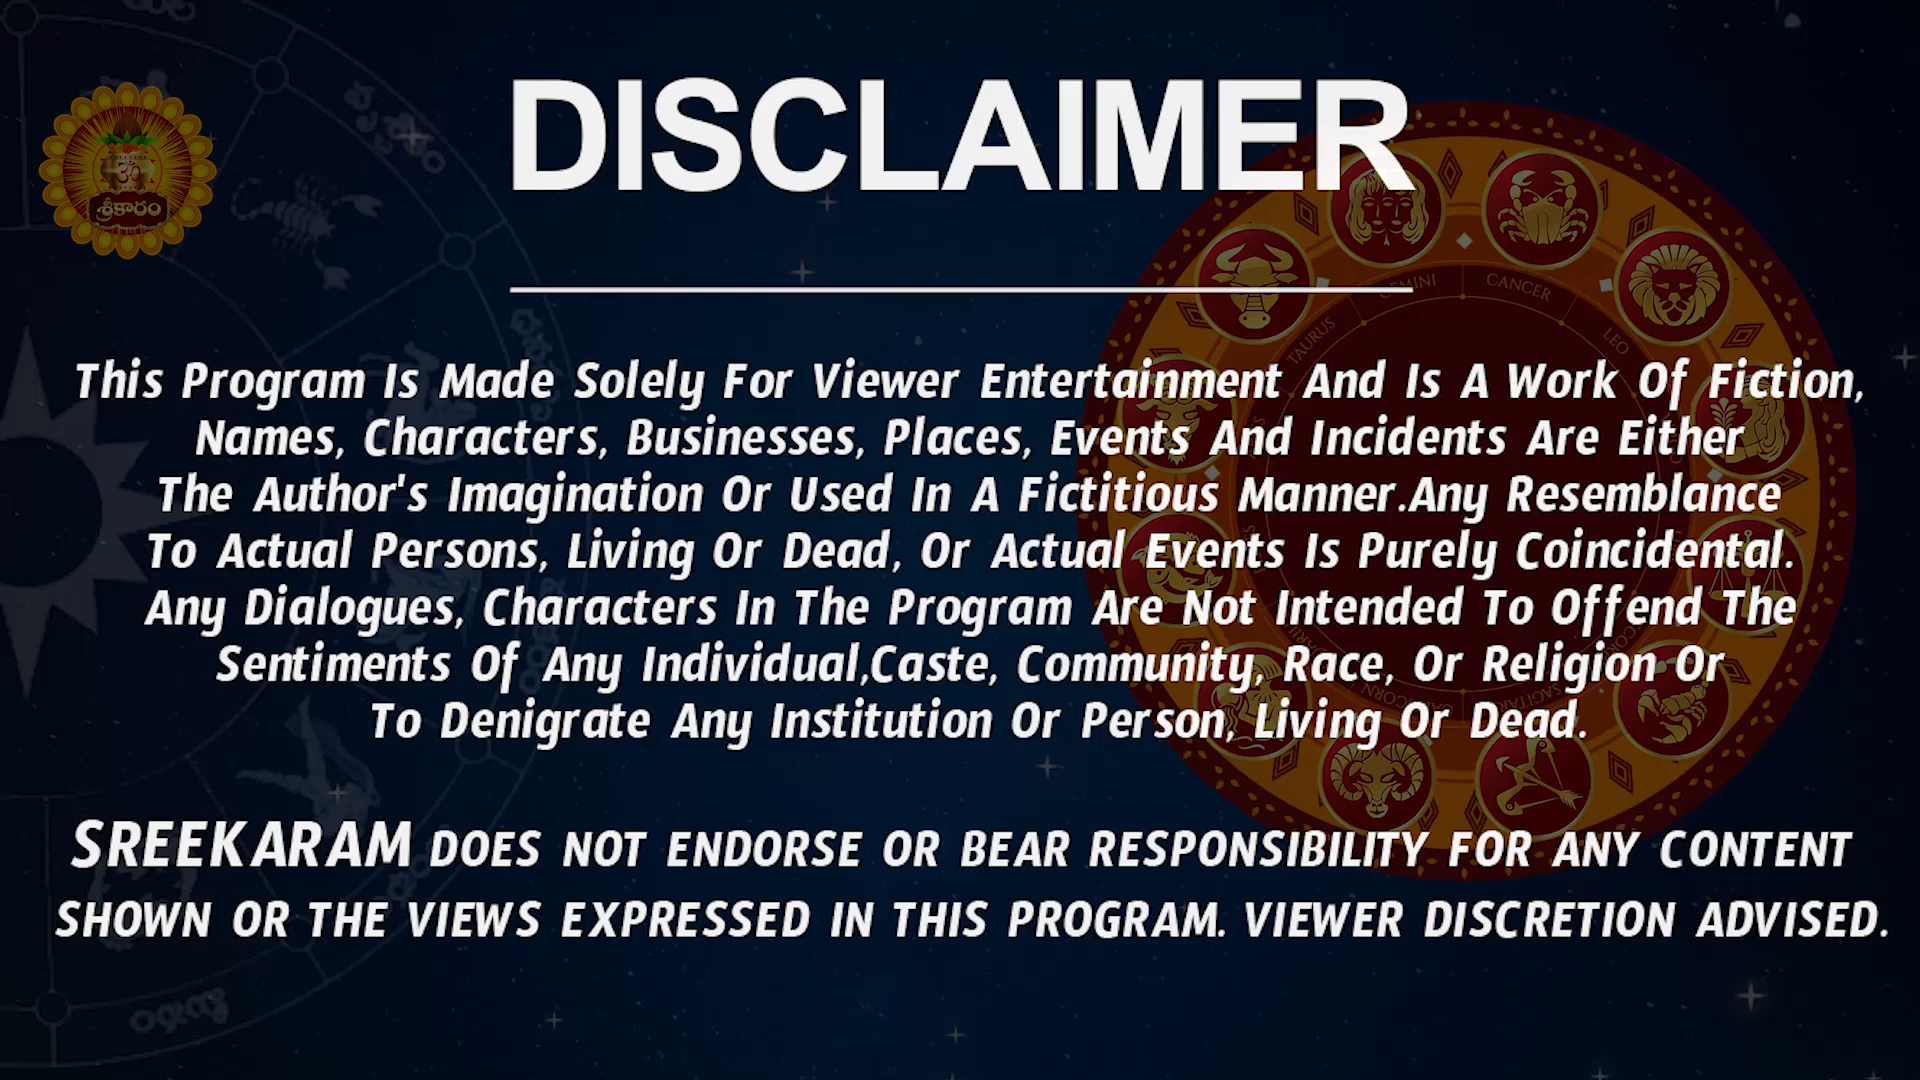 DISCLAIMER
ఓం
శ్రీకారం
GEMINI
CANCER
TAURUS
LEO
This Program Is Made Solely For Viewer Entertainment And Is A Work Of Fiction,
Names, Characters, Businesses, Places, Events And Incidents Are Either
The Author's Imagination Or Used In A Fictitious Manner.Any Resemblance
To Actual Persons, Living Or Dead, Or Actual Events Is Purely Coincidental.
Any Dialogues, Characters In The Program Are Not Intended To Offend The
Sentiments Of Any Individual,Caste, Community, Race, Or Religion Or
To Denigrate Any Institution Or Person, Living Or Dead.
SREEKARAM DOES NOT ENDORSE OR BEAR RESPONSIBILITY FOR ANY CONTENT
SHOWN OR THE VIEWS EXPRESSED IN THIS PROGRAM. VIEWER DISCRETION ADVISED.